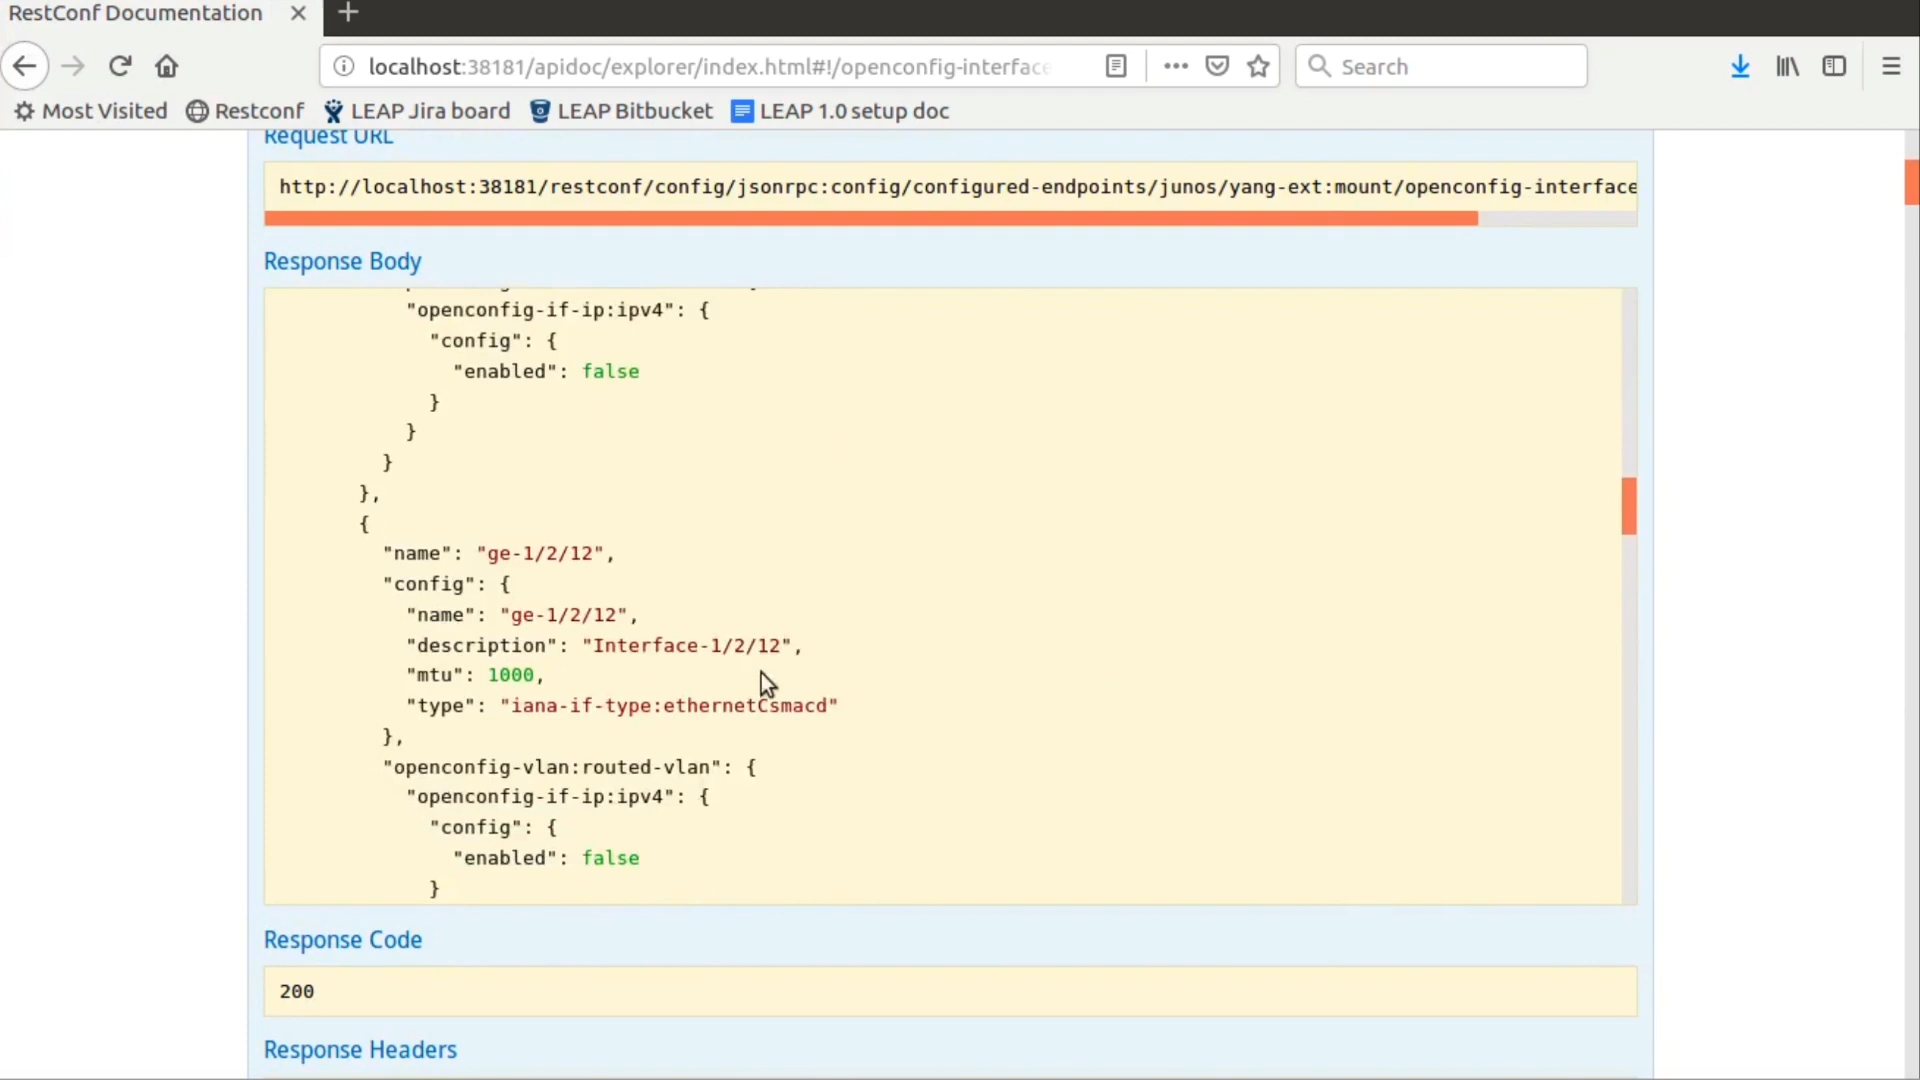 RestConf Documentation
localhost:38181/apidoc/explorer/index.html#!/openconfig-interface
Search
Most Visited Restconf LEAP Jira board LEAP Bitbucket LEAP 1.0 setup doc
Request URL
http://localhost:38181/restconf/config/jsonrpc:config/configured-endpoints/junos/yang-ext:mount/openconfig-interface
Response Body
"openconfig-if-ip:ipv4": {
"config": {
"enabled": false
}
}
}
},
{
"name": "ge-1/2/12",
"config": {
"name": "ge-1/2/12",
"description": "Interface-1/2/12",
"mtu": 1000,
"type": "iana-if-type:ethernetCsmacd"
},
"openconfig-vlan:routed-vlan": {
"openconfig-if-ip:ipv4": {
"config": {
"enabled": false
}
Response Code
200
Response Headers